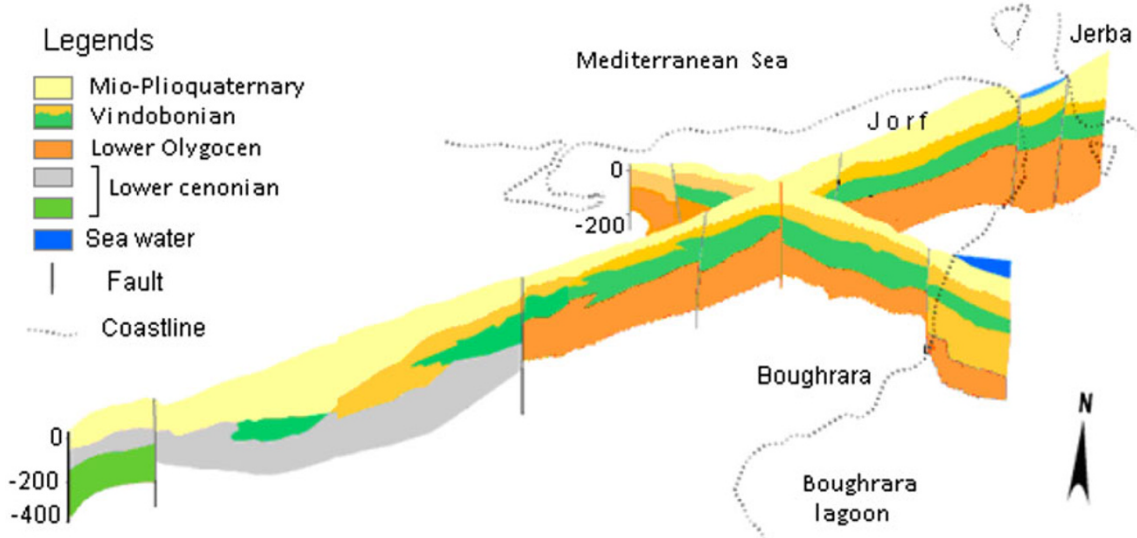 Legends
Mio-Plioquaternary
Vindobonian
Lower Olygocen
Lower cenonian
Sea water
Fault
Coastline
Mediterranean Sea
Jerba
Jorf
0
-200
Boughrara
Boughrara
lagoon
N
0
-200
-400